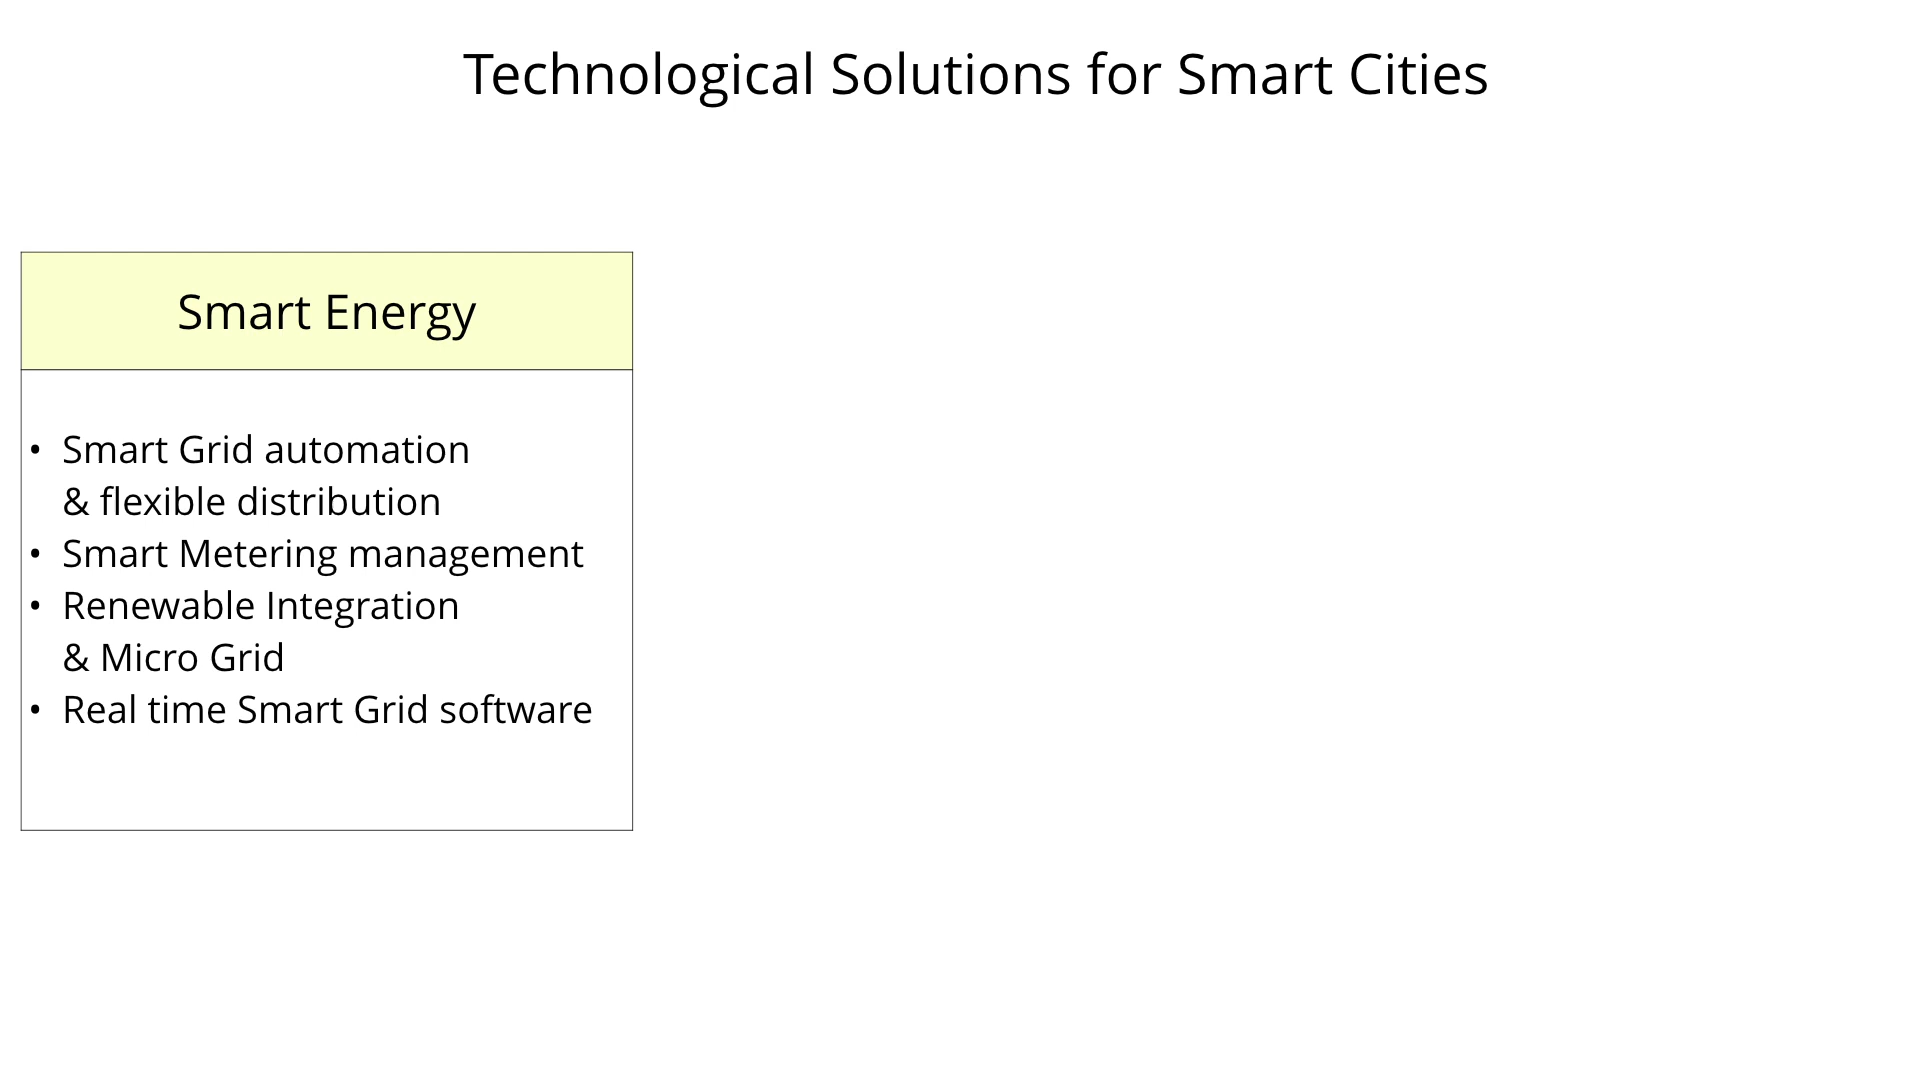 Technological Solutions for Smart Cities
Smart Energy
• Smart Grid automation
& flexible distribution
• Smart Metering management
• Renewable Integration
& Micro Grid
• Real time Smart Grid software